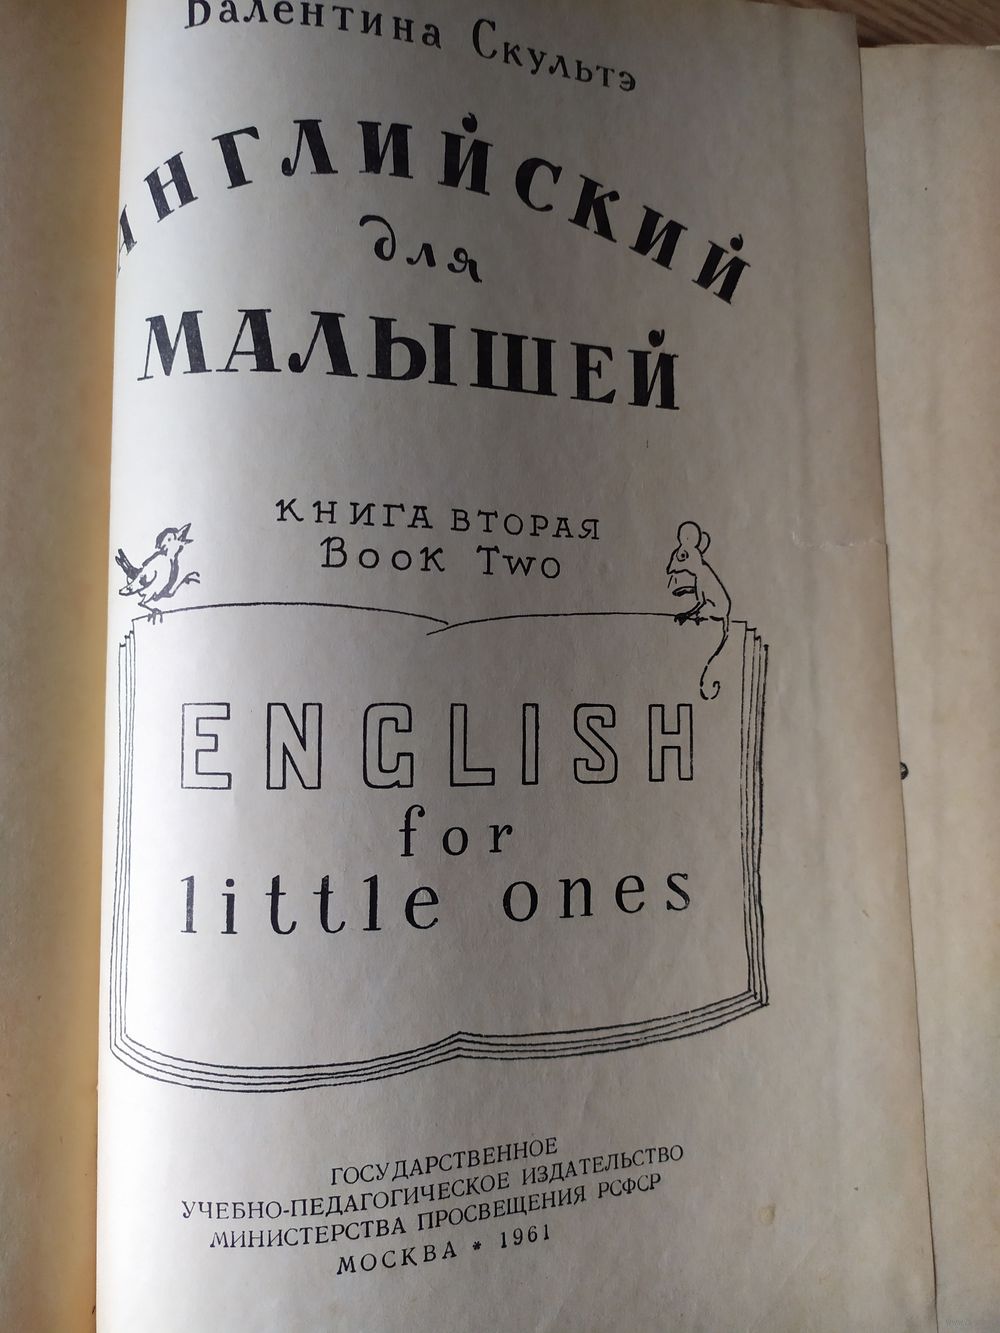 Валентина Скультэ
АНГЛИЙСКИЙ
для
МАЛЫШЕЙ
КНИГА ВТОРАЯ
BOOK TWO
ENGLISH
for
little ones
ГОСУДАРСТВЕННОЕ
УЧЕБНО-ПЕДАГОГИЧЕСКОЕ ИЗДАТЕЛЬСТВО
МИНИСТЕРСТВА ПРОСВЕЩЕНИЯ РСФСР
МОСКВА * 1961